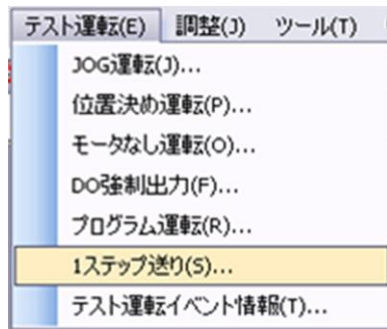 テスト運転(E) 調整(J) ツール(T)
JOG運転(J)...
位置決め運転(P)...
モータなし運転(O)...
DO強制出力(F)...
プログラム運転(R)...
1ステップ送り(S)...
テスト運転イベント情報(T)...